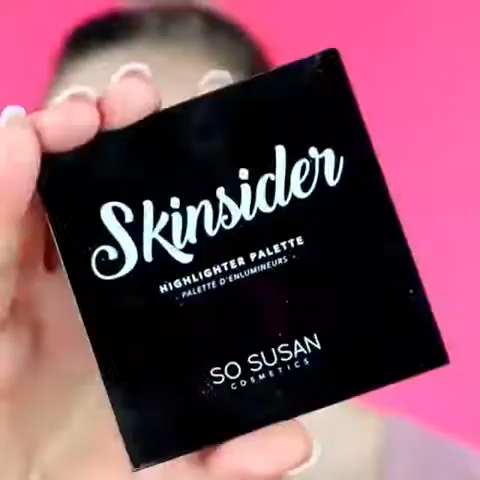 Skinsider
HIGHLIGHTER PALETTE
- PALETTE D'ENLUMINEURS -
SO SUSAN
COSMETICS